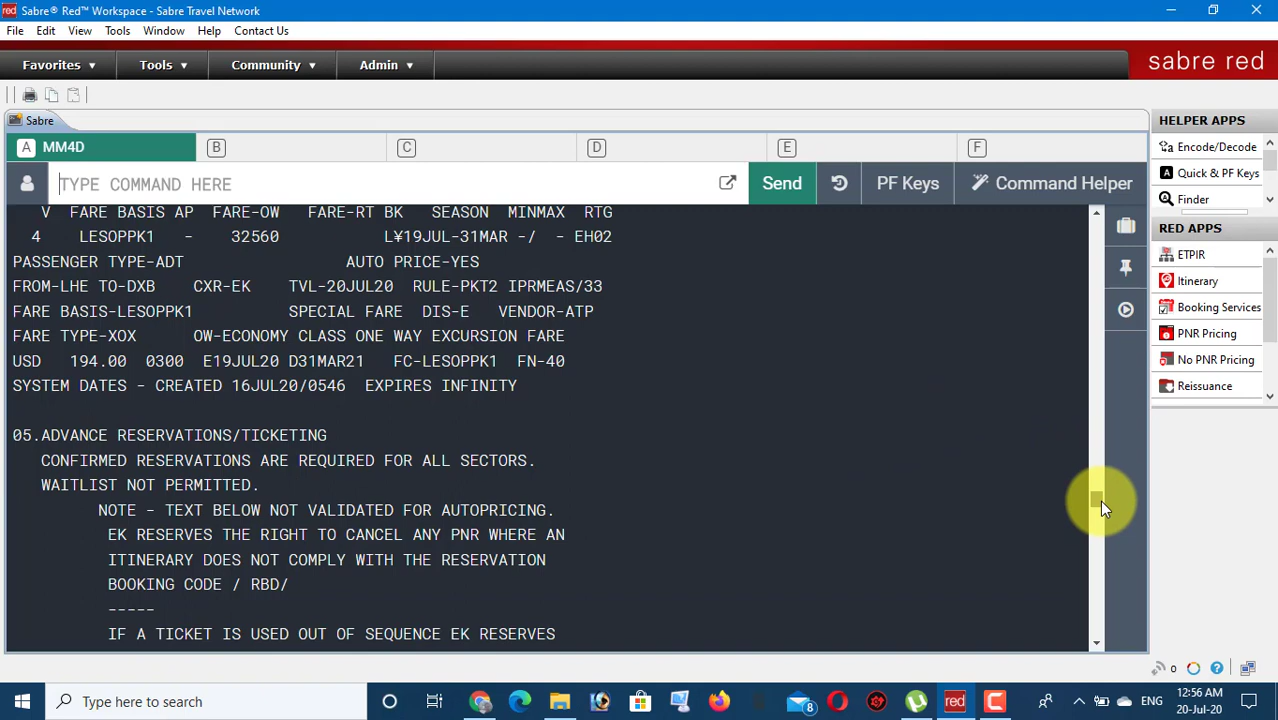 red Sabre® Red™ Workspace - Sabre Travel Network
File Edit View Tools Window Help Contact Us
Favorites Tools Community Admin sabre red
Sabre
A MM4D B C D E F
TYPE COMMAND HERE Send PF Keys Command Helper
V FARE BASIS AP FARE-OW FARE-RT BK SEASON MINMAX RTG
4 LESOPPK1 - 32560 L¥19JUL-31MAR -/ - EH02
PASSENGER TYPE-ADT AUTO PRICE-YES
FROM-LHE TO-DXB CXR-EK TVL-20JUL20 RULE-PKT2 IPRMEAS/33
FARE BASIS-LESOPPK1 SPECIAL FARE DIS-E VENDOR-ATP
FARE TYPE-XOX OW-ECONOMY CLASS ONE WAY EXCURSION FARE
USD 194.00 0300 E19JUL20 D31MAR21 FC-LESOPPK1 FN-40
SYSTEM DATES - CREATED 16JUL20/0546 EXPIRES INFINITY
05.ADVANCE RESERVATIONS/TICKETING
CONFIRMED RESERVATIONS ARE REQUIRED FOR ALL SECTORS.
WAITLIST NOT PERMITTED.
NOTE - TEXT BELOW NOT VALIDATED FOR AUTOPRICING.
EK RESERVES THE RIGHT TO CANCEL ANY PNR WHERE AN
ITINERARY DOES NOT COMPLY WITH THE RESERVATION
BOOKING CODE / RBD/
-----
IF A TICKET IS USED OUT OF SEQUENCE EK RESERVES
HELPER APPS
Encode/Decode
A Quick & PF Keys
Finder
RED APPS
ETPIR
Itinerary
Booking Services
PNR Pricing
No PNR Pricing
Reissuance
0
Type here to search 8 red ENG 12:56 AM
20-Jul-20